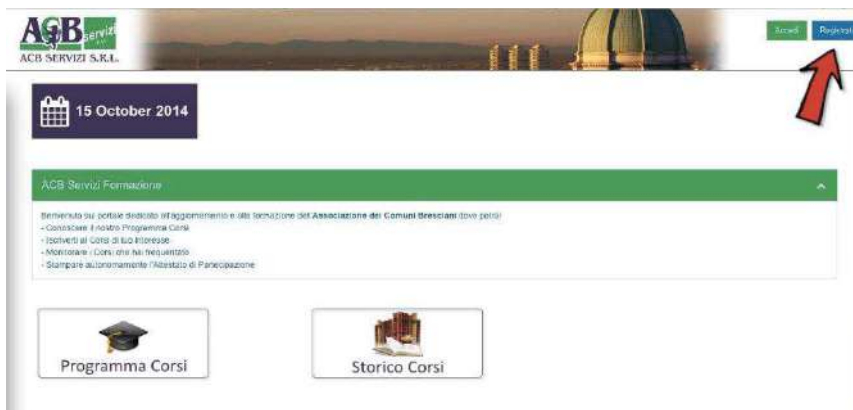 ACB servizi
ACB SERVIZI S.R.L.
Accedi
Registrat
15 October 2014
ACB Servizi Formazione
Benvenuto sul portale dedicato all'aggiornamento e alla formazione dell'Associazione dei Comuni Bresciani dove potrai
- Conoscere il nostro Programma Corsi
- Iscriverti ai Corsi di tuo interesse
- Monitorare i Corsi che hai frequentato
- Stampare autonomamente l'Attestato di Partecipazione
Programma Corsi
Storico Corsi